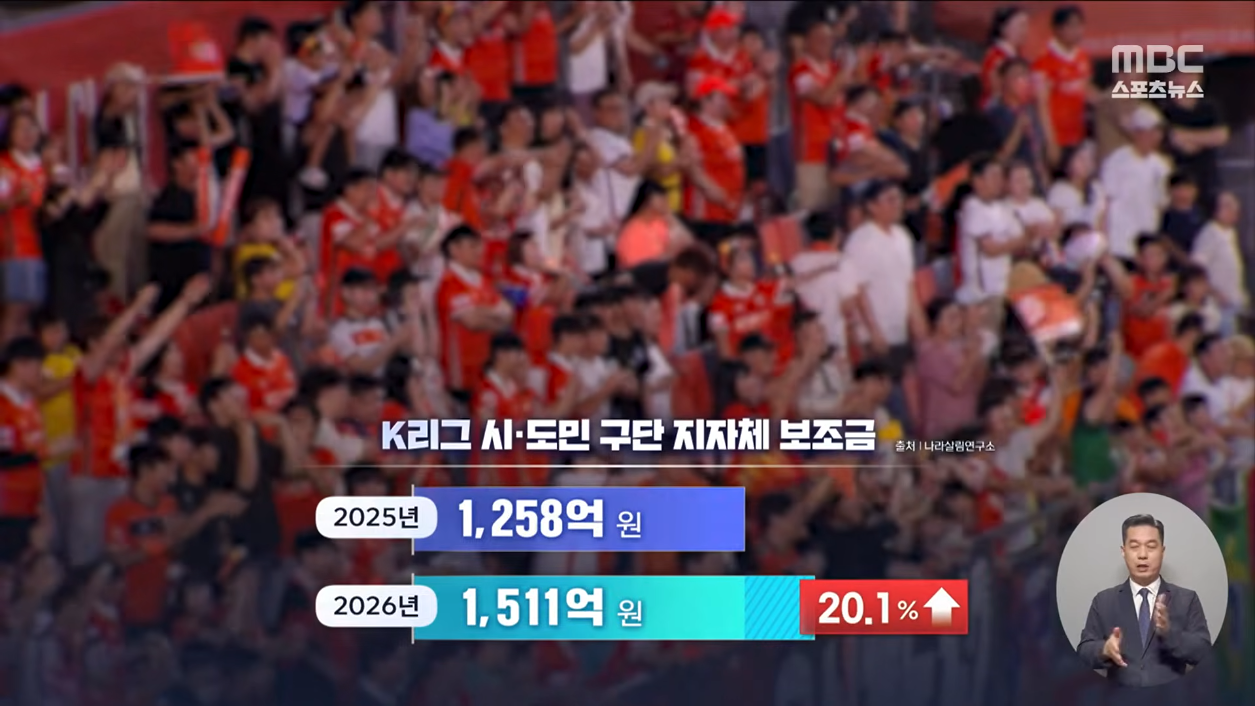 MBC
스포츠뉴스
K리그 시·도민 구단 지자체 보조금
출처 | 나라살림연구소
2025년 1,258억 원
2026년 1,511억 원 20.1%